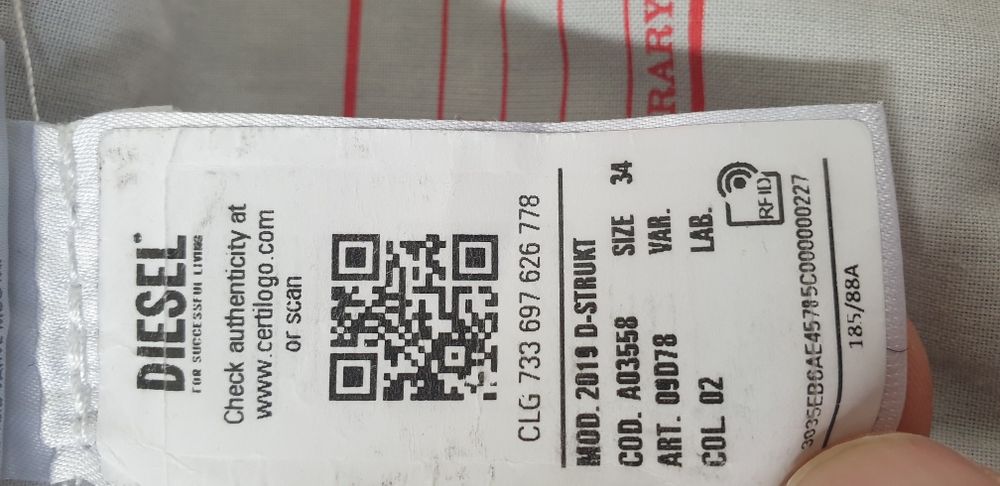 DIESEL
FOR SUCCESSFUL LIVING
Check authenticity at
www.certilogo.com
or scan
CLG 733 697 626 778
MOD. 2019 D-STRUKT
COD. A03558 SIZE 34
ART. 09D78 VAR.
COL. 02 LAB.
RFID
3035EB6AE45785C000000227
185/88A
RARY